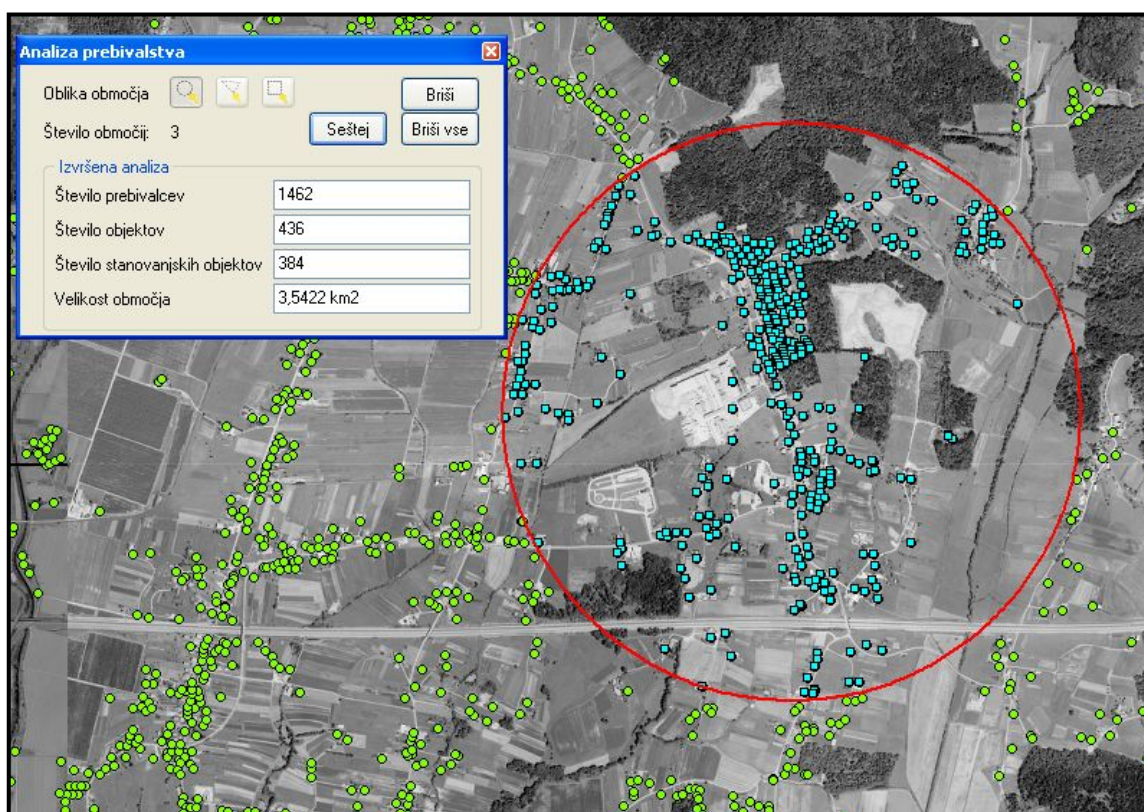 Analiza prebivalstva
Oblika območja
Briši
Število območij: 3
Seštej
Briši vse
Izvršena analiza
Število prebivalcev 1462
Število objektov 436
Število stanovanjskih objektov 384
Velikost območja 3,5422 km2